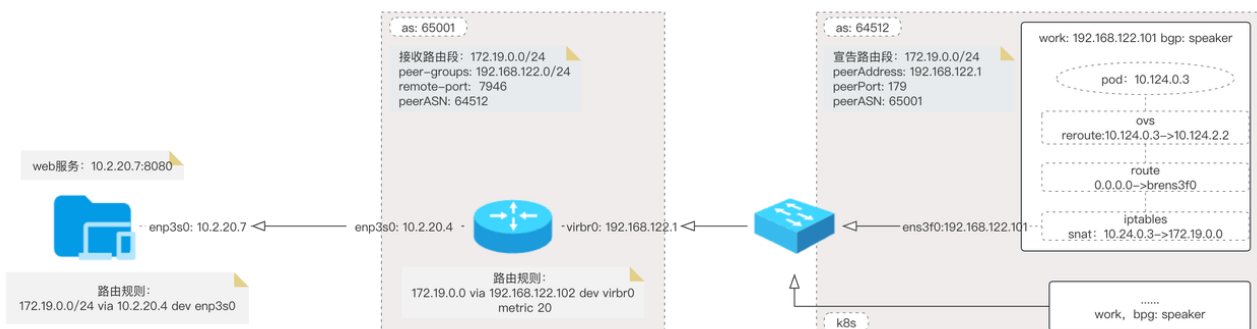 as: 65001
接收路由段：172.19.0.0/24
peer-groups: 192.168.122.0/24
remote-port: 7946
peerASN: 64512
as: 64512
宣告路由段：172.19.0.0/24
peerAddress: 192.168.122.1
peerPort: 179
peerASN: 65001
work: 192.168.122.101 bgp: speaker
pod：10.124.0.3
ovs
reroute:10.124.0.3->10.124.2.2
route
0.0.0.0->brens3f0
iptables
snat：10.24.0.3->172.19.0.0
web服务：10.2.20.7:8080
enp3s0: 10.2.20.7
enp3s0: 10.2.20.4
virbr0: 192.168.122.1
ens3f0:192.168.122.101
路由规则：
172.19.0.0/24 via 10.2.20.4 dev enp3s0
路由规则：
172.19.0.0 via 192.168.122.102 dev virbr0
metric 20
k8s
......
work，bpg: speaker